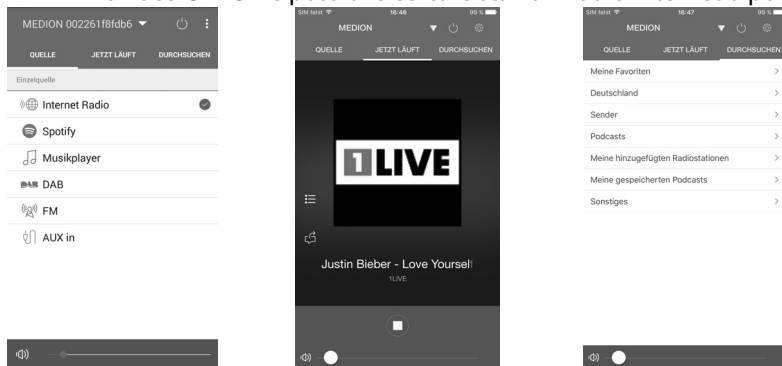 MEDION 002261f8fdb6
QUELLE JETZT LÄUFT DURCHSUCHEN
Einzelquelle
Internet Radio
Spotify
Musikplayer
DAB DAB
FM
AUX in
SIM fehlt 16:46 99 %
MEDION
QUELLE JETZT LÄUFT DURCHSUCHEN
1LIVE
Justin Bieber - Love Yourself
1LIVE
SIM fehlt 16:47 99 %
MEDION
QUELLE JETZT LÄUFT DURCHSUCHEN
Meine Favoriten
Deutschland
Sender
Podcasts
Meine hinzugefügten Radiostationen
Meine gespeicherten Podcasts
Sonstiges